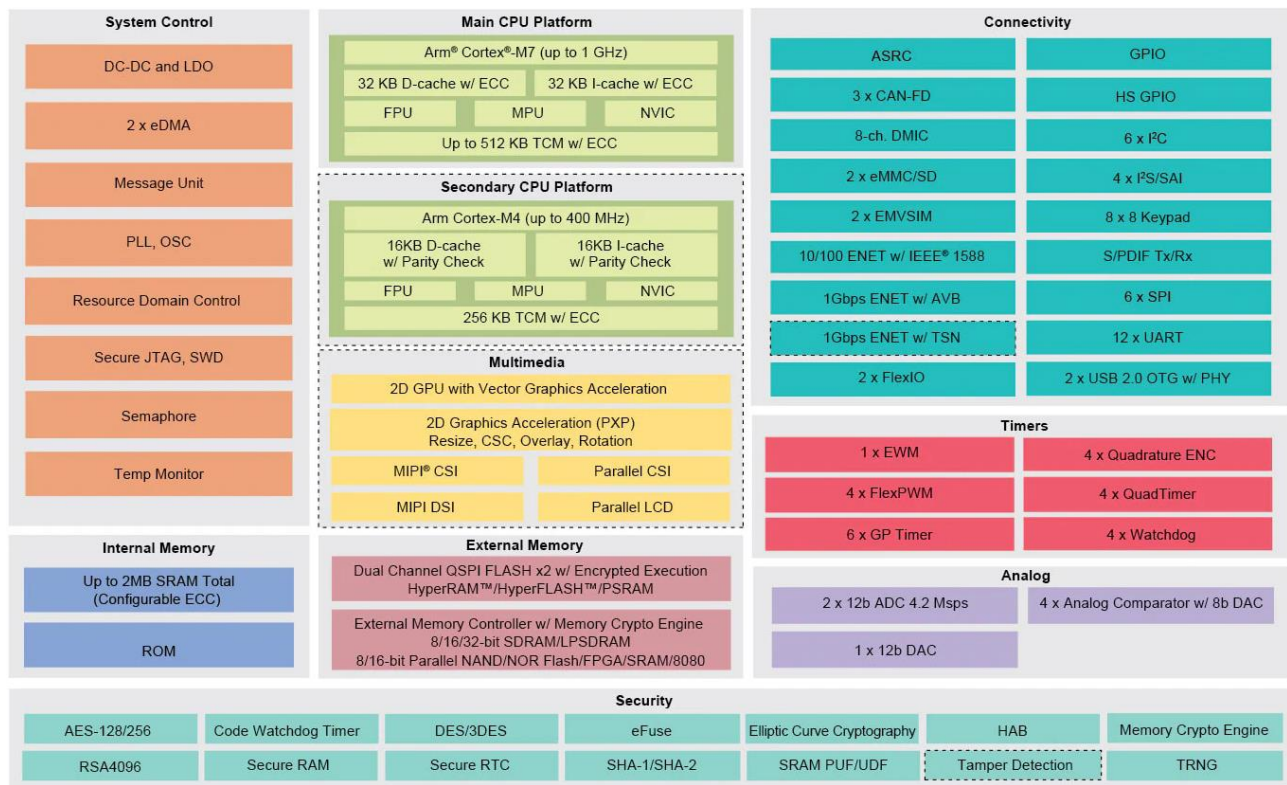 System Control
DC-DC and LDO
2 x eDMA
Message Unit
PLL, OSC
Resource Domain Control
Secure JTAG, SWD
Semaphore
Temp Monitor
Main CPU Platform
Arm® Cortex®-M7 (up to 1 GHz)
32 KB D-cache w/ ECC
32 KB I-cache w/ ECC
FPU
MPU
NVIC
Up to 512 KB TCM w/ ECC
Secondary CPU Platform
Arm Cortex-M4 (up to 400 MHz)
16KB D-cache
w/ Parity Check
16KB I-cache
w/ Parity Check
FPU
MPU
NVIC
256 KB TCM w/ ECC
Multimedia
2D GPU with Vector Graphics Acceleration
2D Graphics Acceleration (PXP)
Resize, CSC, Overlay, Rotation
MIPI® CSI
Parallel CSI
MIPI DSI
Parallel LCD
Connectivity
ASRC
GPIO
3 x CAN-FD
HS GPIO
8-ch. DMIC
6 x I²C
2 x eMMC/SD
4 x I²S/SAI
2 x EMVSIM
8 x 8 Keypad
10/100 ENET w/ IEEE® 1588
S/PDIF Tx/Rx
1Gbps ENET w/ AVB
6 x SPI
1Gbps ENET w/ TSN
12 x UART
2 x FlexIO
2 x USB 2.0 OTG w/ PHY
Timers
1 x EWM
4 x Quadrature ENC
4 x FlexPWM
4 x QuadTimer
6 x GP Timer
4 x Watchdog
Internal Memory
Up to 2MB SRAM Total
(Configurable ECC)
ROM
External Memory
Dual Channel QSPI FLASH x2 w/ Encrypted Execution
HyperRAM™/HyperFLASH™/PSRAM
External Memory Controller w/ Memory Crypto Engine
8/16/32-bit SDRAM/LPSDRAM
8/16-bit Parallel NAND/NOR Flash/FPGA/SRAM/8080
Analog
2 x 12b ADC 4.2 Msps
4 x Analog Comparator w/ 8b DAC
1 x 12b DAC
Security
AES-128/256
Code Watchdog Timer
DES/3DES
eFuse
Elliptic Curve Cryptography
HAB
Memory Crypto Engine
RSA4096
Secure RAM
Secure RTC
SHA-1/SHA-2
SRAM PUF/UDF
Tamper Detection
TRNG